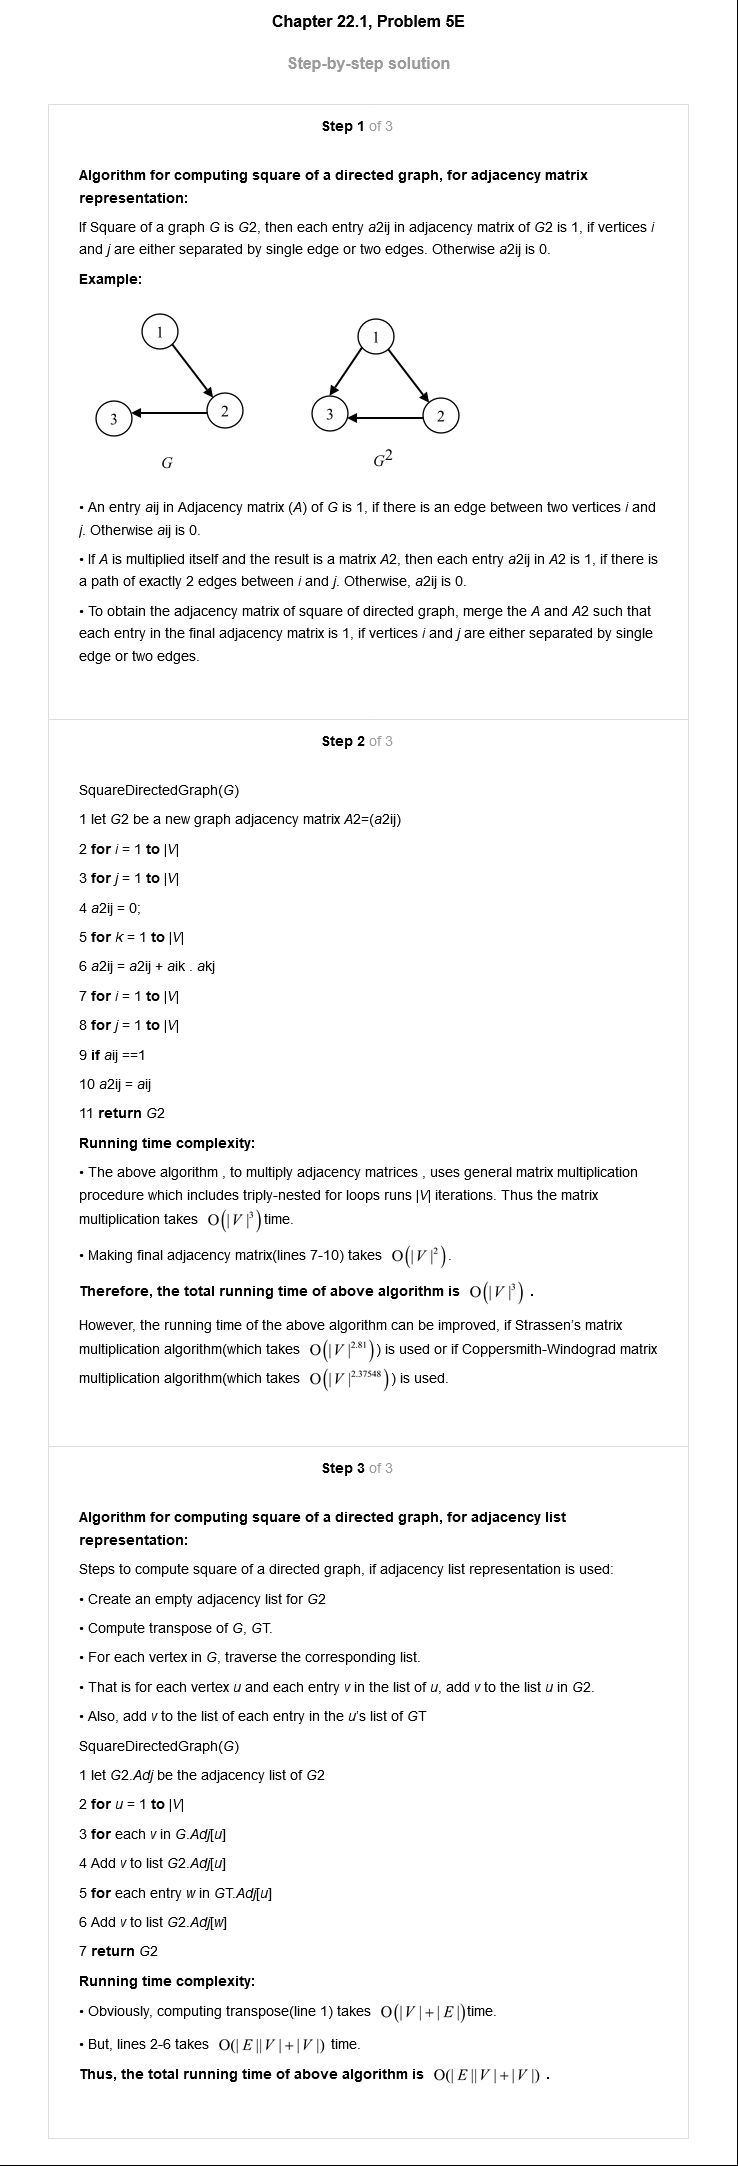 Chapter 22.1, Problem 5E
Step-by-step solution
Step 1 of 3
Algorithm for computing square of a directed graph, for adjacency matrix
representation:
If Square of a graph G is G2, then each entry a2ij in adjacency matrix of G2 is 1, if vertices i
and j are either separated by single edge or two edges. Otherwise a2ij is 0.
Example:
1
2
3
G
1
3
2
G²
• An entry aij in Adjacency matrix (A) of G is 1, if there is an edge between two vertices i and
j. Otherwise aij is 0.
• If A is multiplied itself and the result is a matrix A2, then each entry a2ij in A2 is 1, if there is
a path of exactly 2 edges between i and j. Otherwise, a2ij is 0.
• To obtain the adjacency matrix of square of directed graph, merge the A and A2 such that
each entry in the final adjacency matrix is 1, if vertices i and j are either separated by single
edge or two edges.
Step 2 of 3
SquareDirectedGraph(G)
1 let G2 be a new graph adjacency matrix A2=(a2ij)
2 for i = 1 to |V|
3 for j = 1 to |V|
4 a2ij = 0;
5 for k = 1 to |V|
6 a2ij = a2ij + aik . akj
7 for i = 1 to |V|
8 for j = 1 to |V|
9 if aij ==1
10 a2ij = aij
11 return G2
Running time complexity:
• The above algorithm , to multiply adjacency matrices , uses general matrix multiplication
procedure which includes triply-nested for loops runs |V| iterations. Thus the matrix
multiplication takes O(|V|³) time.
• Making final adjacency matrix(lines 7-10) takes O(|V|²).
Therefore, the total running time of above algorithm is O(|V|³) .
However, the running time of the above algorithm can be improved, if Strassen's matrix
multiplication algorithm(which takes O(|V|^2.81)) is used or if Coppersmith-Windograd matrix
multiplication algorithm(which takes O(|V|^2.37548)) is used.
Step 3 of 3
Algorithm for computing square of a directed graph, for adjacency list
representation:
Steps to compute square of a directed graph, if adjacency list representation is used:
• Create an empty adjacency list for G2
• Compute transpose of G, GT.
• For each vertex in G, traverse the corresponding list.
• That is for each vertex u and each entry v in the list of u, add v to the list u in G2.
• Also, add v to the list of each entry in the u's list of GT
SquareDirectedGraph(G)
1 let G2.Adj be the adjacency list of G2
2 for u = 1 to |V|
3 for each v in G.Adj[u]
4 Add v to list G2.Adj[u]
5 for each entry w in GT.Adj[u]
6 Add v to list G2.Adj[w]
7 return G2
Running time complexity:
• Obviously, computing transpose(line 1) takes O(|V|+|E|) time.
• But, lines 2-6 takes O(|E||V|+|V|) time.
Thus, the total running time of above algorithm is O(|E||V|+|V|) .